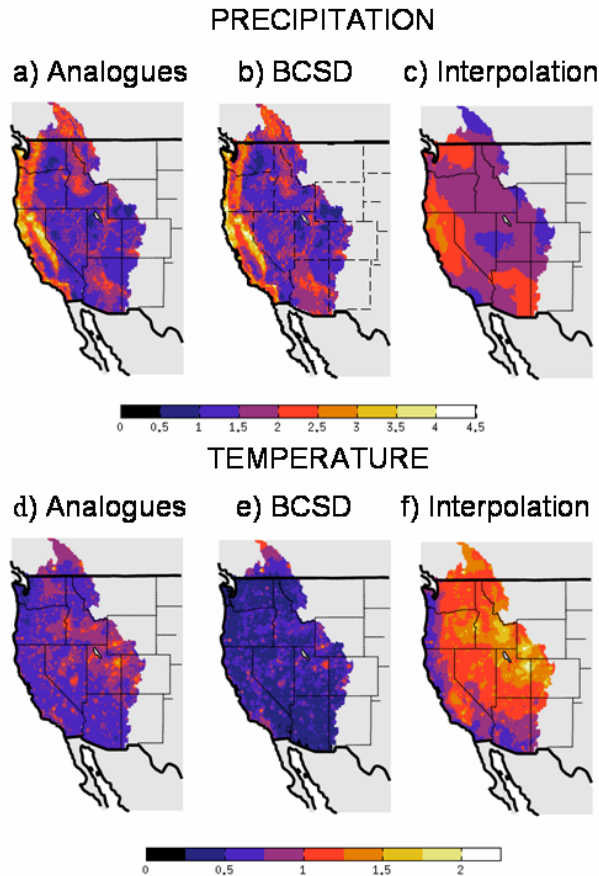 PRECIPITATION
a) Analogues b) BCSD c) Interpolation
0 0.5 1 1.5 2 2.5 3 3.5 4 4.5
TEMPERATURE
d) Analogues e) BCSD f) Interpolation
0 0.5 1 1.5 2